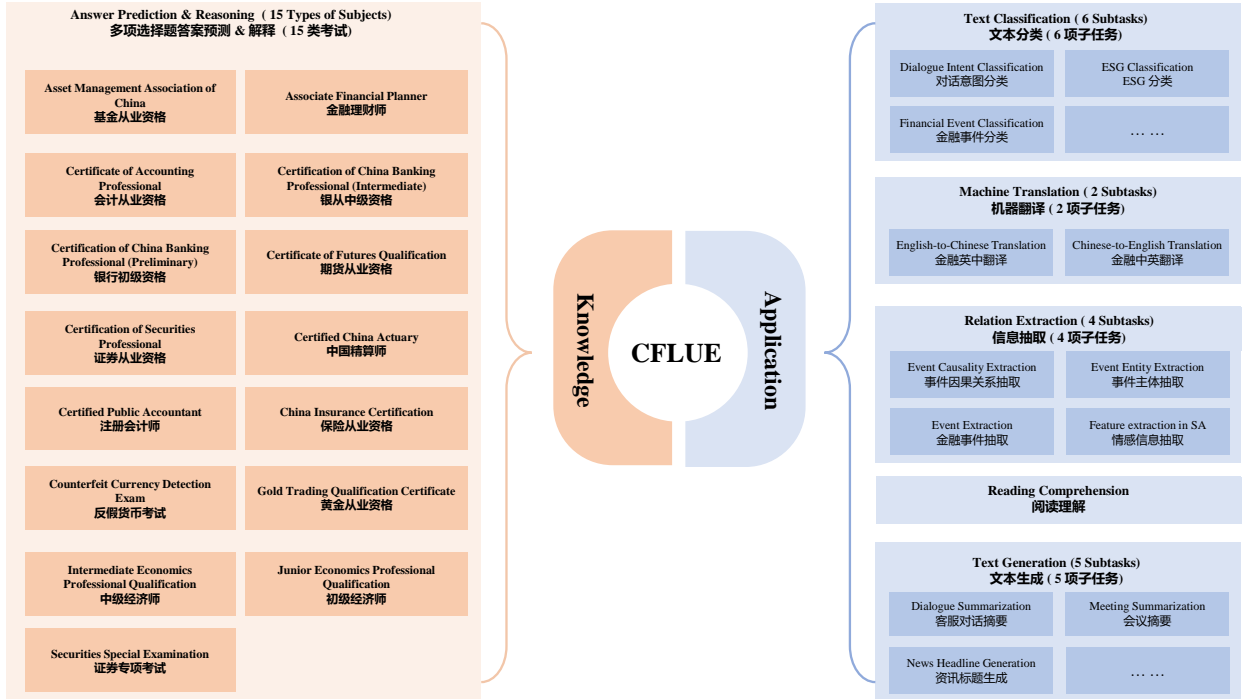 Answer Prediction & Reasoning ( 15 Types of Subjects)
多项选择题答案预测 & 解释 ( 15 类考试)
Asset Management Association of
China
基金从业资格
Associate Financial Planner
金融理财师
Certificate of Accounting
Professional
会计从业资格
Certification of China Banking
Professional (Intermediate)
银从中级资格
Certification of China Banking
Professional (Preliminary)
银行初级资格
Certificate of Futures Qualification
期货从业资格
Certification of Securities
Professional
证券从业资格
Certified China Actuary
中国精算师
Certified Public Accountant
注册会计师
China Insurance Certification
保险从业资格
Counterfeit Currency Detection
Exam
反假货币考试
Gold Trading Qualification Certificate
黄金从业资格
Intermediate Economics
Professional Qualification
中级经济师
Junior Economics Professional
Qualification
初级经济师
Securities Special Examination
证券专项考试
Knowledge
CFLUE
Application
Text Classification ( 6 Subtasks)
文本分类 ( 6 项子任务)
Dialogue Intent Classification
对话意图分类
ESG Classification
ESG 分类
Financial Event Classification
金融事件分类
… …
Machine Translation ( 2 Subtasks)
机器翻译 ( 2 项子任务)
English-to-Chinese Translation
金融英中翻译
Chinese-to-English Translation
金融中英翻译
Relation Extraction ( 4 Subtasks)
信息抽取 ( 4 项子任务)
Event Causality Extraction
事件因果关系抽取
Event Entity Extraction
事件主体抽取
Event Extraction
金融事件抽取
Feature extraction in SA
情感信息抽取
Reading Comprehension
阅读理解
Text Generation (5 Subtasks)
文本生成 ( 5 项子任务)
Dialogue Summarization
客服对话摘要
Meeting Summarization
会议摘要
News Headline Generation
资讯标题生成
… …